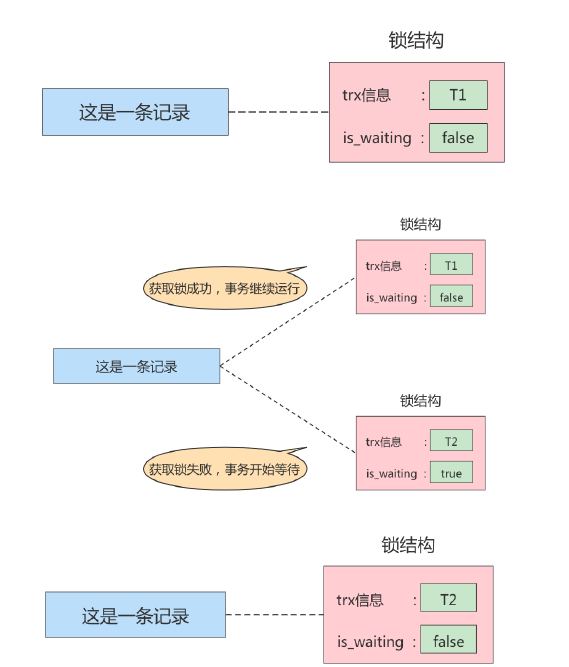 锁结构
这是一条记录
trx信息 : T1
is_waiting : false
锁结构
获取锁成功，事务继续运行
trx信息 : T1
is_waiting : false
这是一条记录
锁结构
获取锁失败，事务开始等待
trx信息 : T2
is_waiting : true
锁结构
这是一条记录
trx信息 : T2
is_waiting : false